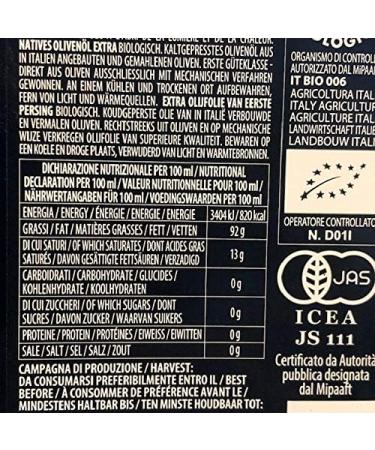 DI LUCE E DEL CALORE
NATIVES OLIVENÖL EXTRA BIOLOGISCH. KALTGEPRESSTES OLIVENÖL AUS
IN ITALIEN ANGEBAUTEN UND GEMAHLENEN OLIVEN. ERSTE GÜTEKLASSE-
DIREKT AUS OLIVEN AUSSCHLIESSLICH MIT MECHANISCHEN VERFAHREN
GEWONNEN. AN EINEM KÜHLEN UND TROCKENEN ORT AUFBEWAHREN,
FERN VON LICHT UND WÄRMEQUELLEN. EXTRA OLIJFOLIE VAN EERSTE
PERSING BIOLOGISCH. KOUDGEPERSTE OLIE VAN IN ITALIË VERBOUWDE
EN VERMALEN OLIJVEN. RECHTSTREEKS UIT OLIJVEN EN OP MECHANISCHE
WIJZE VERKREGEN OLIJFOLIE VAN SUPERIEURE KWALITEIT. BEWAREN OP
EEN KOELE EN DROGE PLAATS, VERWIJDERD VAN LICHT EN WARMTEBRONNEN.
DICHIARAZIONE NUTRIZIONALE PER 100 ml / NUTRITIONAL
DECLARATION PER 100 ml / VALEUR NUTRITIONNELLE POUR 100 ml /
NÄHRWERTANGABEN FÜR 100 ml / VOEDINGSWAARDEN PER 100 ml
ENERGIA / ENERGY / ÉNERGIE / ENERGIE / ENERGIE 3404 kJ / 820 kcal
GRASSI / FAT / MATIÈRES GRASSES / FETT / VETTEN 92 g
DI CUI SATURI / OF WHICH SATURATES / DONT ACIDES GRAS
SATURÉS / DAVON GESÄTTIGTE FETTSÄUREN / VERZADIGD 13 g
CARBOIDRATI / CARBOHYDRATE / GLUCIDES /
KOHLENHYDRATE / KOOLHYDRATEN 0 g
DI CUI ZUCCHERI / OF WHICH SUGARS / DONT
SUCRES / DAVON ZUCKER / WAARVAN SUIKERS 0 g
PROTEINE / PROTEIN / PROTÉINES / EIWEISS / EIWITTEN 0 g
SALE / SALT / SEL / SALZ / ZOUT 0 g
CAMPAGNA DI PRODUZIONE / HARVEST:
DA CONSUMARSI PREFERIBILMENTE ENTRO IL / BEST
BEFORE / À CONSOMMER DE PRÉFÉRENCE AVANT LE /
MINDESTENS HALTBAR BIS / TEN MINSTE HOUDBAAR TOT:
OLOGI
ORGANISMO DI CONTROLL
AUTORIZZATO DAL MIPAAF
IT BIO 006
AGRICOLTURA ITAL
ITALY AGRICULTUR
AGRICULTURE ITAL
LANDWIRTSCHAFT ITALIE
LANDBOUW ITAL
OPERATORE CONTROLLATO
N. D01I
JAS
ICEA
JS 111
Certificato da Autorità
pubblica designata
dal Mipaaft